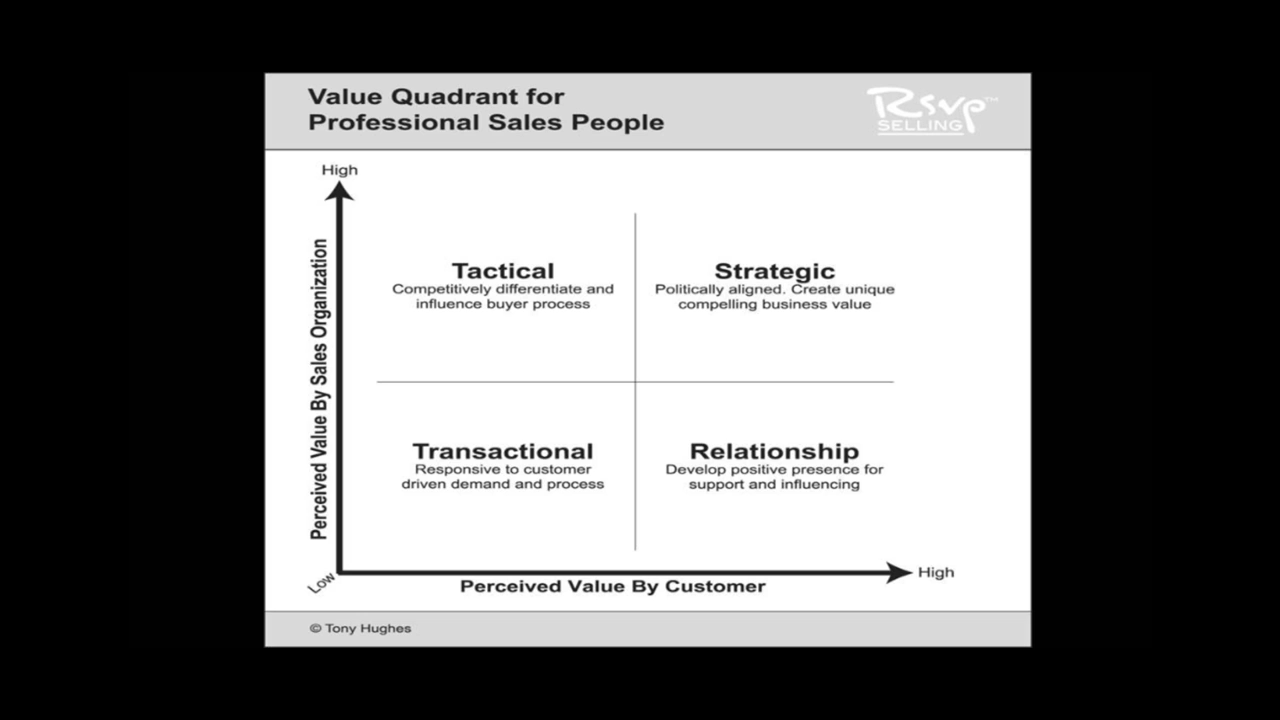 Value Quadrant for
Professional Sales People
RSVP™
SELLING
High
Perceived Value By Sales Organization
Tactical
Competitively differentiate and
influence buyer process
Strategic
Politically aligned. Create unique
compelling business value
Transactional
Responsive to customer
driven demand and process
Relationship
Develop positive presence for
support and influencing
Low
Perceived Value By Customer
High
© Tony Hughes